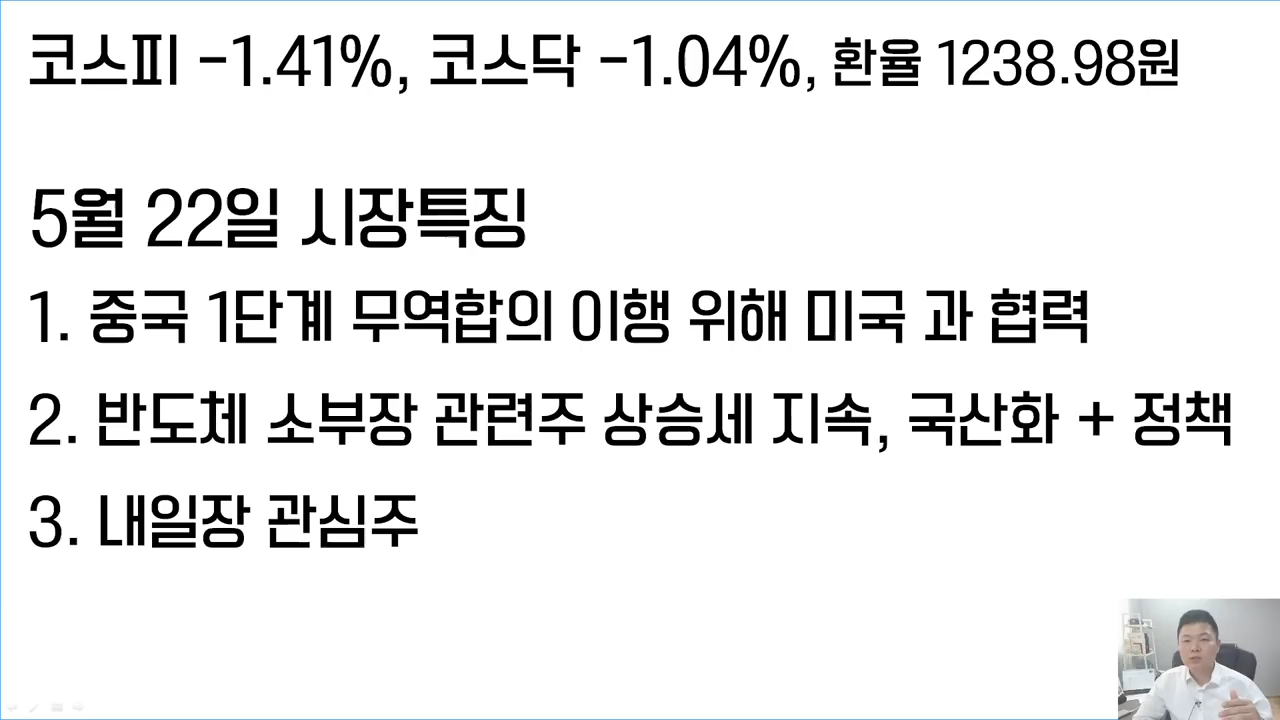 코스피 -1.41%, 코스닥 -1.04%, 환율 1238.98원
5월 22일 시장특징
1. 중국 1단계 무역합의 이행 위해 미국 과 협력
2. 반도체 소부장 관련주 상승세 지속, 국산화 + 정책
3. 내일장 관심주